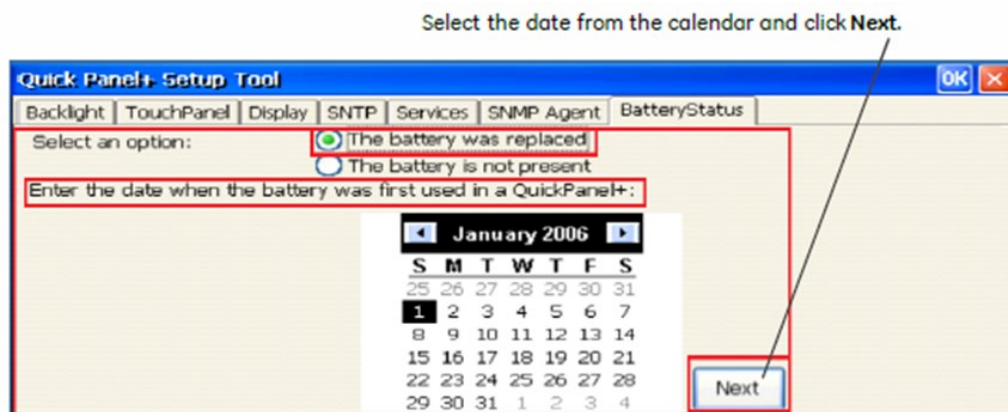 Select the date from the calendar and click Next.
Quick Panel+ Setup Tool OK
Backlight TouchPanel Display SNTP Services SNMP Agent BatteryStatus
Select an option: The battery was replaced
The battery is not present
Enter the date when the battery was first used in a QuickPanel+:
January 2006
S M T W T F S
25 26 27 28 29 30 31
1 2 3 4 5 6 7
8 9 10 11 12 13 14
15 16 17 18 19 20 21
22 23 24 25 26 27 28
29 30 31 1 2 3 4
Next